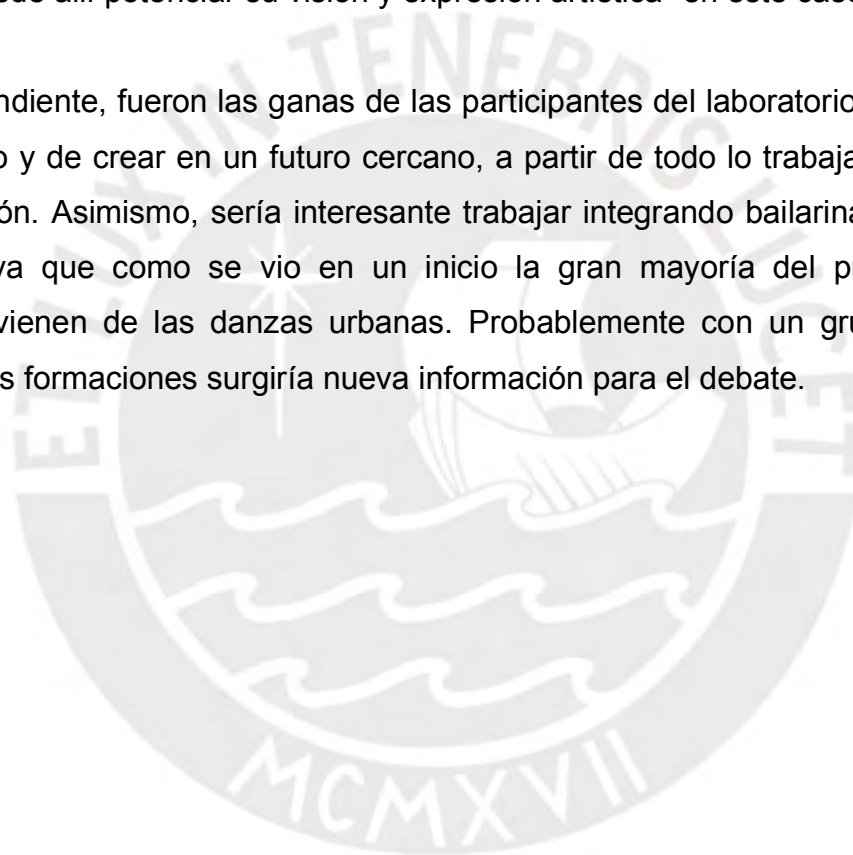 alli potenciar su visión y expresión artística en este caso
ndiente, fueron las ganas de las participantes del laboratorio
o y de crear en un futuro cercano, a partir de todo lo trabaja
ón. Asimismo, sería interesante trabajar integrando bailarina
ya que como se vio en un inicio la gran mayoría del p
vienen de las danzas urbanas. Probablemente con un gru
s formaciones surgiría nueva información para el debate.
ET LUX IN TENEBRIS LUCET
MCMXVII